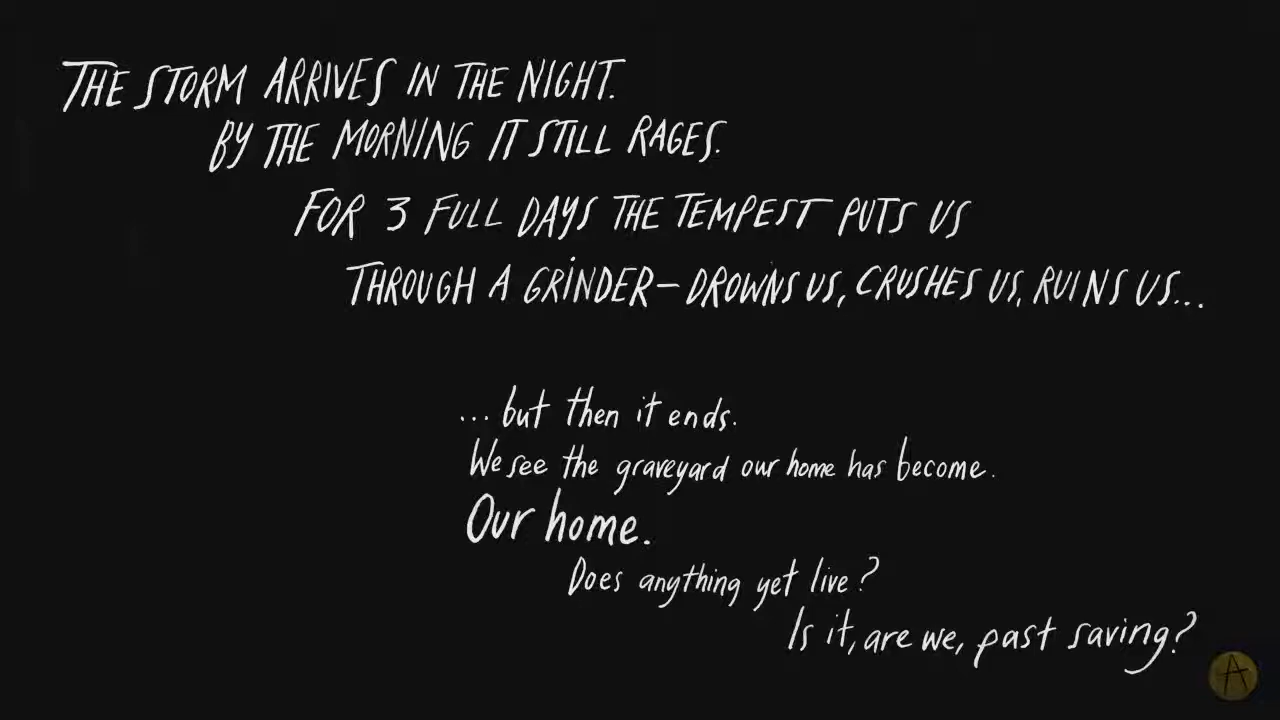 THE STORM ARRIVES IN THE NIGHT.
BY THE MORNING IT STILL RAGES.
FOR 3 FULL DAYS THE TEMPEST PUTS US
THROUGH A GRINDER—DROWNS US, CRUSHES US, RUINS US...
... but then it ends.
We see the graveyard our home has become.
Our home.
Does anything yet live?
Is it, are we, past saving?
A